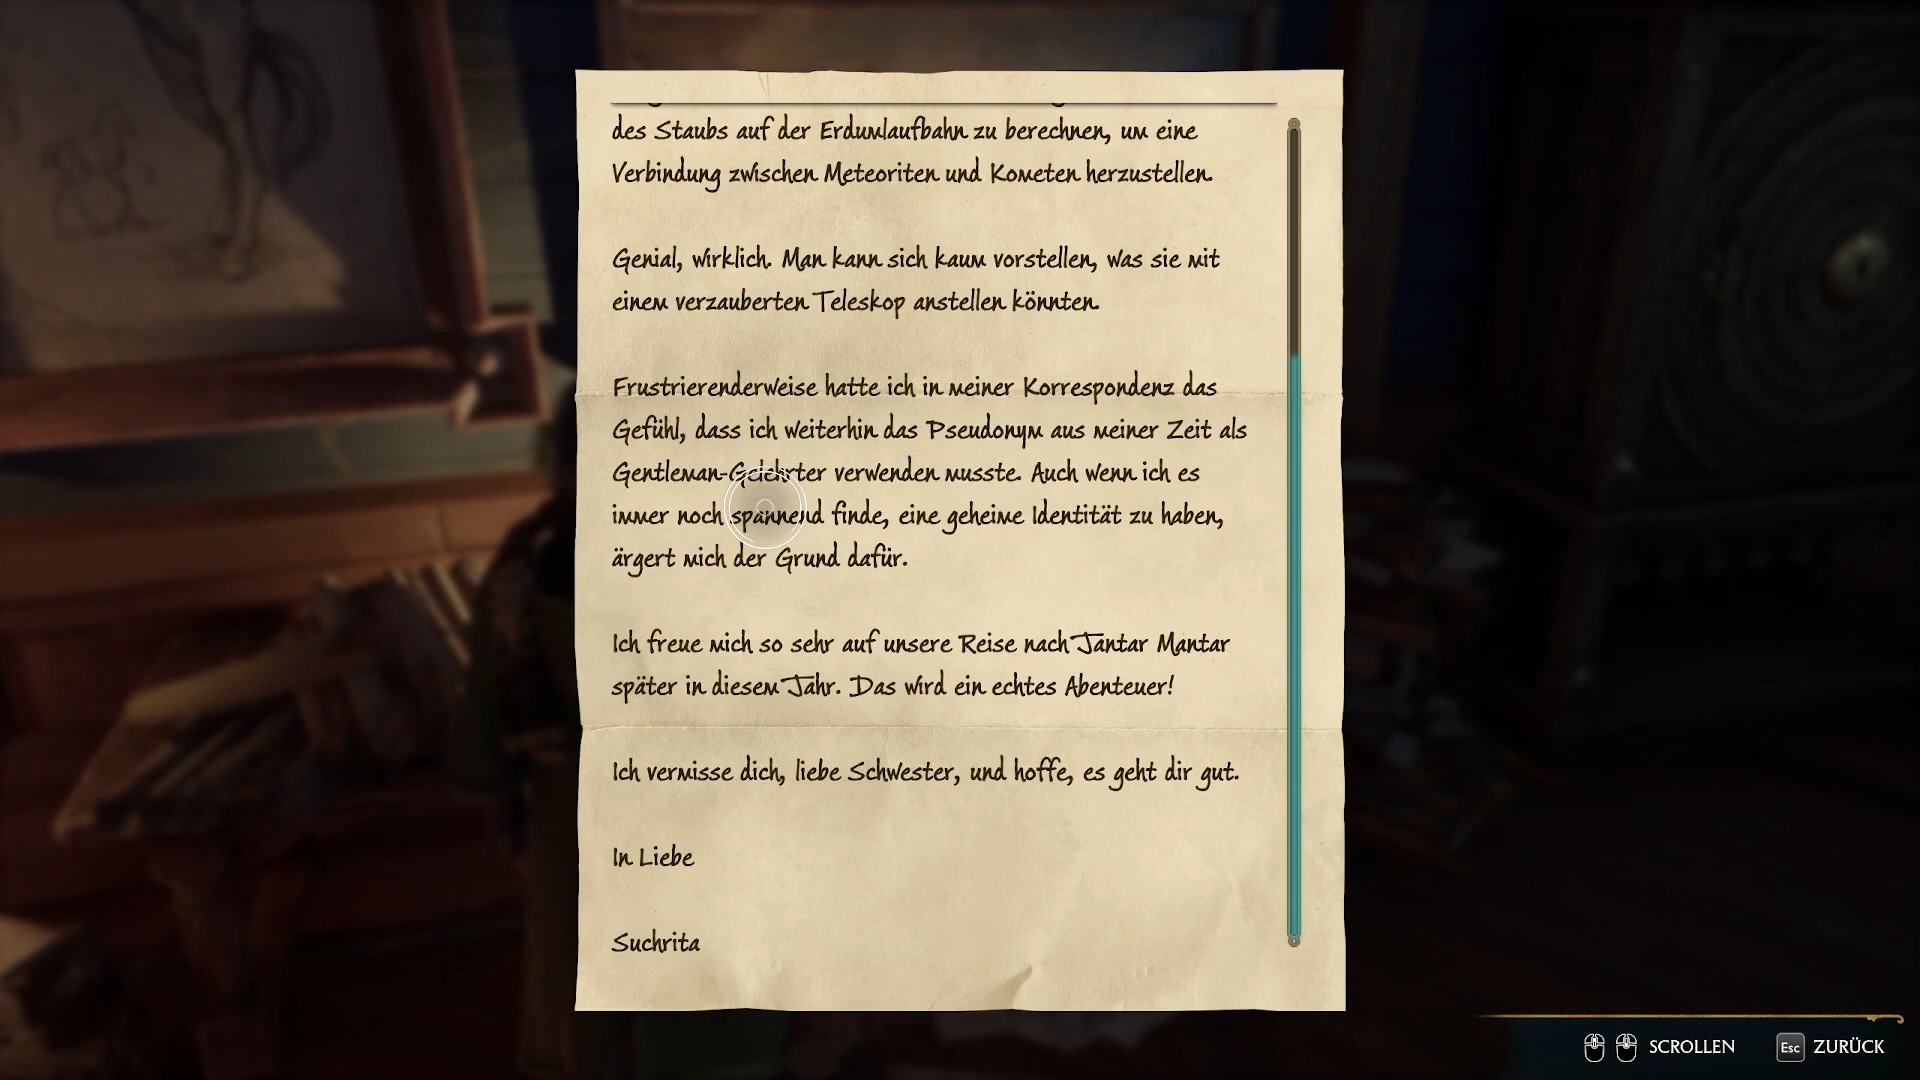 des Staubs auf der Erdumlaufbahn zu berechnen, um eine
Verbindung zwischen Meteoriten und Kometen herzustellen.
Genial, wirklich. Man kann sich kaum vorstellen, was sie mit
einem verzauberten Teleskop anstellen könnten.
Frustrierenderweise hatte ich in meiner Korrespondenz das
Gefühl, dass ich weiterhin das Pseudonym aus meiner Zeit als
Gentleman-Gelehrter verwenden musste. Auch wenn ich es
immer noch spannend finde, eine geheime Identität zu haben,
ärgert mich der Grund dafür.
Ich freue mich so sehr auf unsere Reise nach Jantar Mantar
später in diesem Jahr. Das wird ein echtes Abenteuer!
Ich vermisse dich, liebe Schwester, und hoffe, es geht dir gut.
In Liebe
Suchrita
SCROLLEN
Esc ZURÜCK